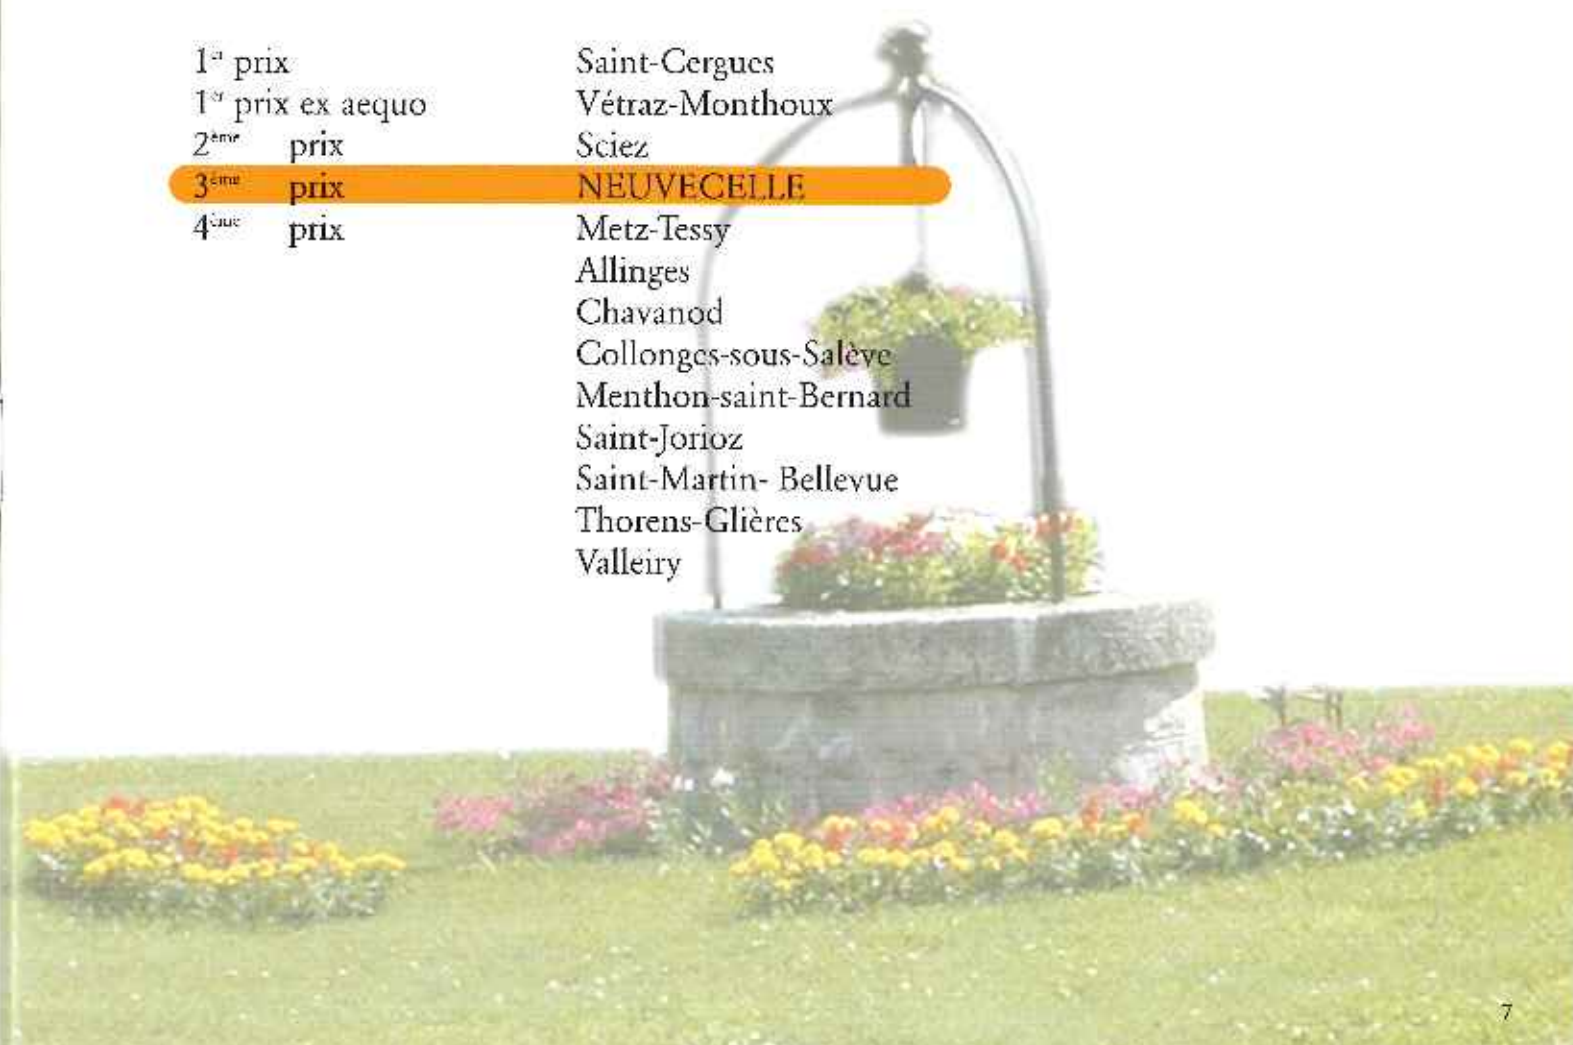 1er prix Saint-Cergues
1er prix ex aequo Vétraz-Monthoux
2ème prix Sciez
3ème prix NEUVECELLE
4ème prix Metz-Tessy
Allinges
Chavanod
Collonges-sous-Salève
Menthon-saint-Bernard
Saint-Jorioz
Saint-Martin- Bellevue
Thorens-Glières
Valleiry
7